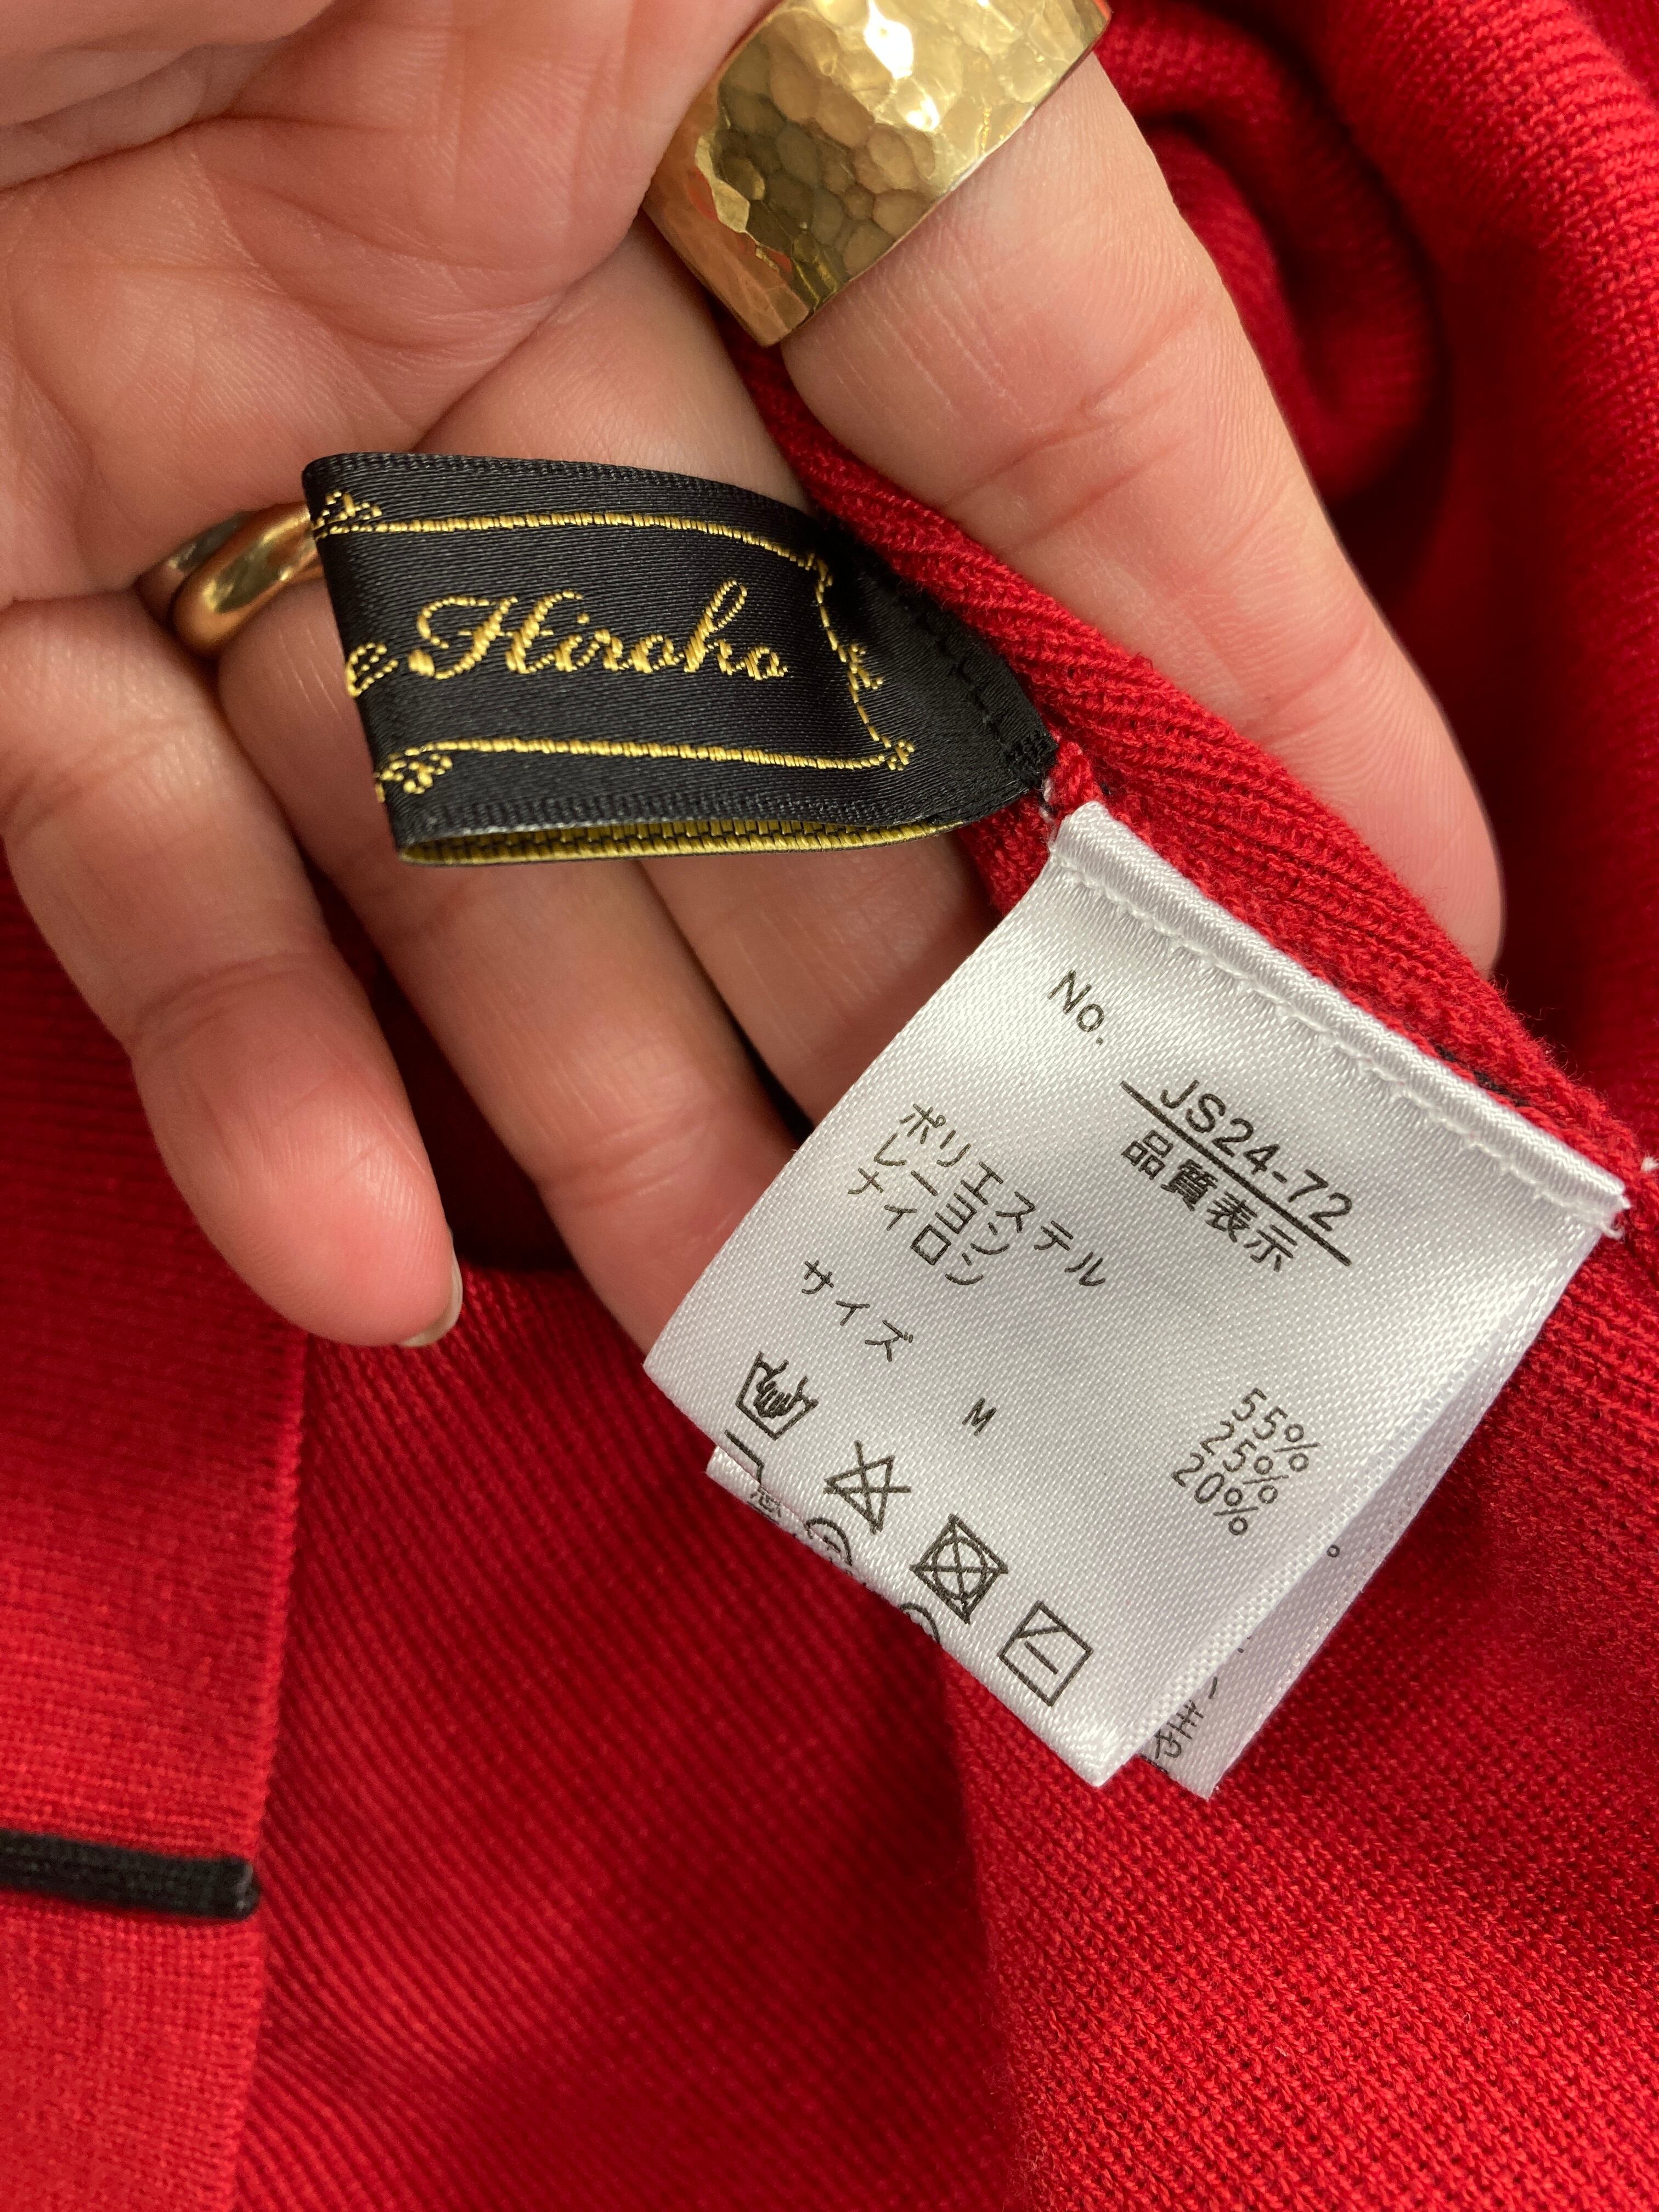 e Hiroko
No.
JS24-72
品質表示
ポリエステル 55%
レーヨン 25%
ナイロン 20%
サイズ M